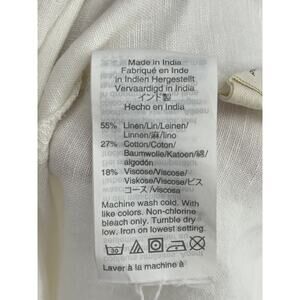 Made in India
Fabriqué en Inde
in Indien Hergestellt
Vervaardigd in India
インド製
Hecho en India
55% Linen/Lin/Leinen/
Linnen/麻/lino
27% Cotton/Coton/
Baumwolle/Katoen/綿/
algodón
18% Viscose/Viscose/
Viskose/Viscose/ビス
コース/viscosa
Machine wash cold. With
like colors. Non-chlorine
bleach only. Tumble dry
low. Iron on lowest setting.
30
Laver à la machine à